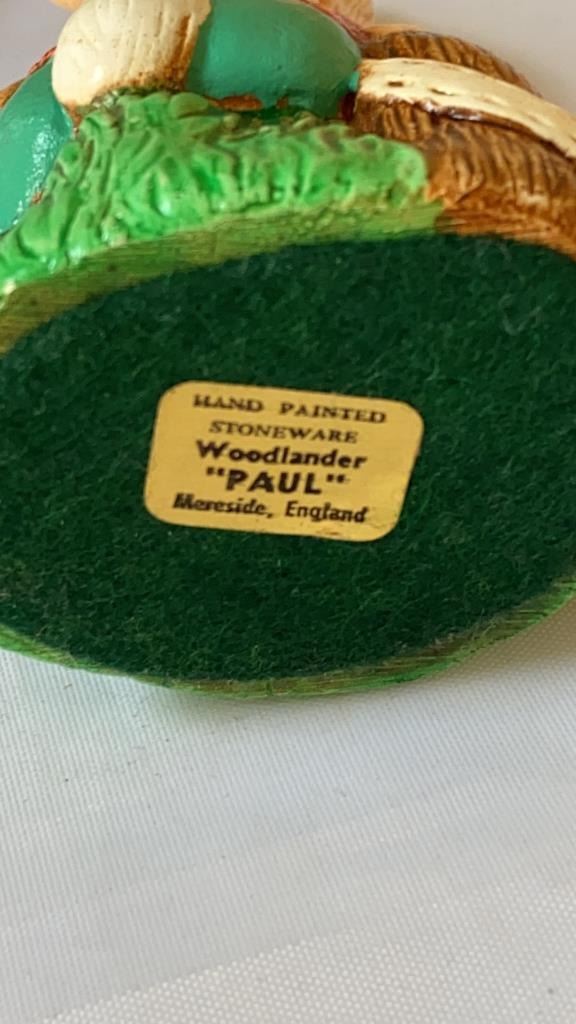 HAND PAINTED
STONEWARE
Woodlander
"PAUL"
Mereside, England